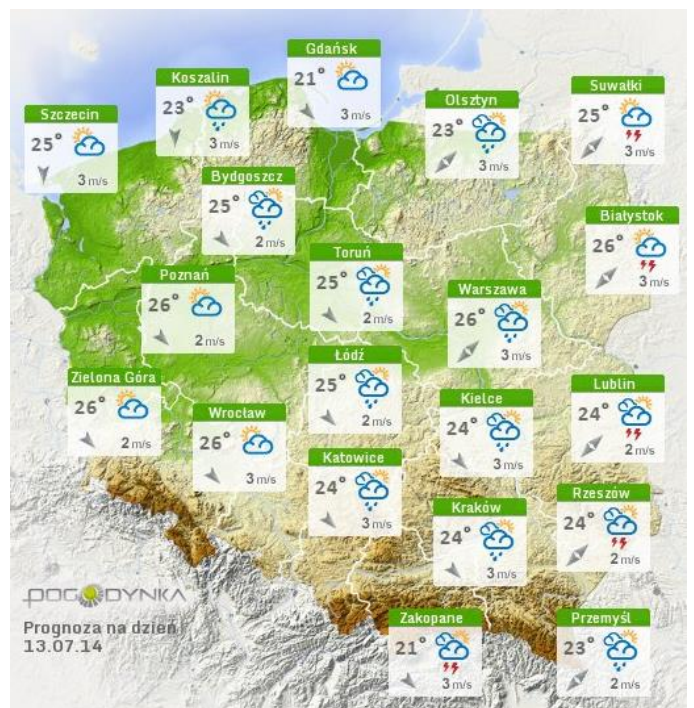 Gdańsk
21°
3 m/s
Koszalin
23°
3 m/s
Szczecin
25°
3 m/s
Olsztyn
23°
3 m/s
Suwałki
25°
3 m/s
Bydgoszcz
25°
2 m/s
Białystok
26°
3 m/s
Toruń
25°
2 m/s
Poznań
26°
2 m/s
Warszawa
26°
3 m/s
Łódź
25°
2 m/s
Zielona Góra
26°
2 m/s
Wrocław
26°
3 m/s
Kielce
24°
3 m/s
Lublin
24°
2 m/s
Katowice
24°
3 m/s
Kraków
24°
3 m/s
Rzeszów
24°
2 m/s
POGODYNKA
Prognoza na dzień
13.07.14
Zakopane
21°
3 m/s
Przemyśl
23°
2 m/s